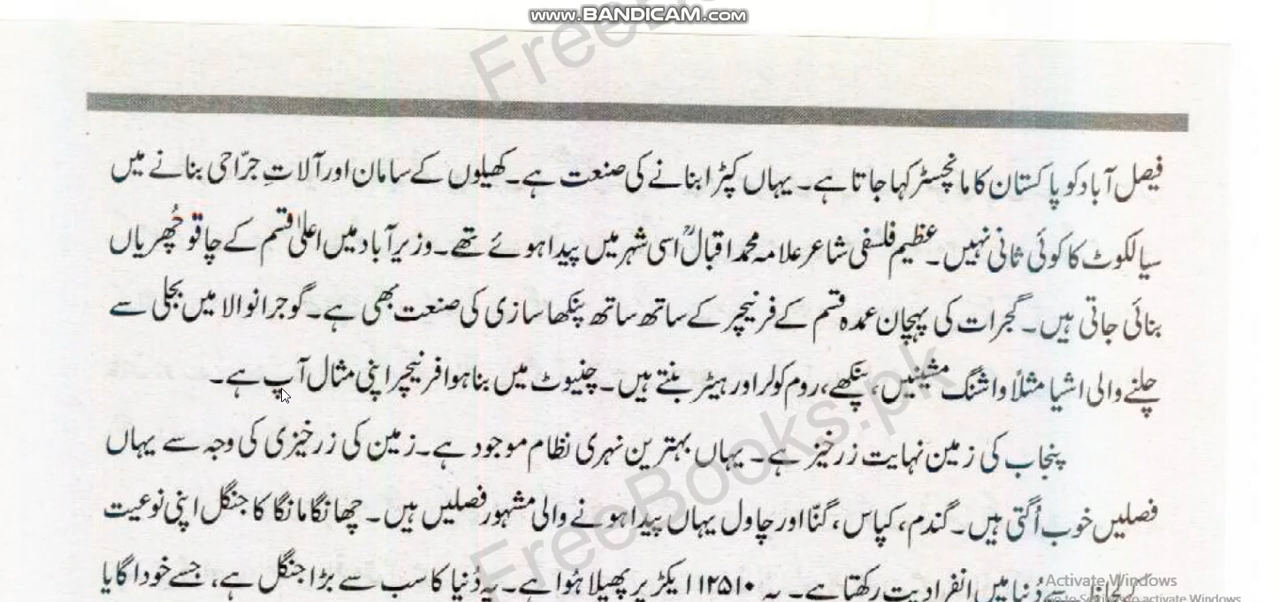 www.BANDICAM.com
فیصل آباد کو پاکستان کا مانچسٹر کہا جاتا ہے۔ یہاں کپڑا بنانے کی صنعت ہے۔ کھیلوں کے سامان اور آلاتِ جرّاحی بنانے میں
سیالکوٹ کا کوئی ثانی نہیں۔ عظیم فلسفی شاعر علامہ محمد اقبالؒ اسی شہر میں پیدا ہوئے تھے۔ وزیر آباد میں اعلیٰ قسم کے چاقو چُھریاں
بنائی جاتی ہیں۔ گجرات کی پہچان عمدہ قسم کے فرنیچر کے ساتھ ساتھ پنکھا سازی کی صنعت بھی ہے۔ گوجرانوالا میں بجلی سے
چلنے والی اشیا مثلاً واشنگ مشینیں، پنکھے، روم کولر اور ہیٹر بنتے ہیں۔ چنیوٹ میں بنا ہوا فرنیچر اپنی مثال آپ ہے۔
پنجاب کی زمین نہایت زرخیز ہے۔ یہاں بہترین نہری نظام موجود ہے۔ زمین کی زرخیزی کی وجہ سے یہاں
فصلیں خوب اُگتی ہیں۔ گندم، کپاس، گنّا اور چاول یہاں پیدا ہونے والی مشہور فصلیں ہیں۔ چھانگا مانگا کا جنگل اپنی نوعیت
سے دُنیا میں انفرادیت رکھتا ہے۔ یہ ۱۲۵۱۰ ایکڑ پر پھیلا ہُوا ہے۔ یہ دُنیا کا سب سے بڑا جنگل ہے، جسے خود اگایا
FreeBooks.pk
Activate Windows